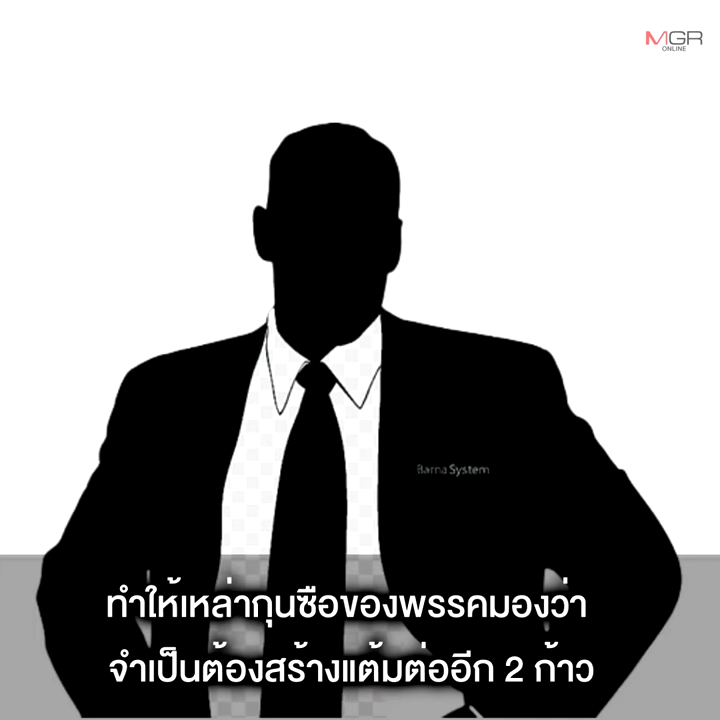 MGR
ONLINE
Barna System
ทำให้เหล่ากุนซือของพรรคมองว่า
จำเป็นต้องสร้างแต้มต่ออีก 2 ก้าว